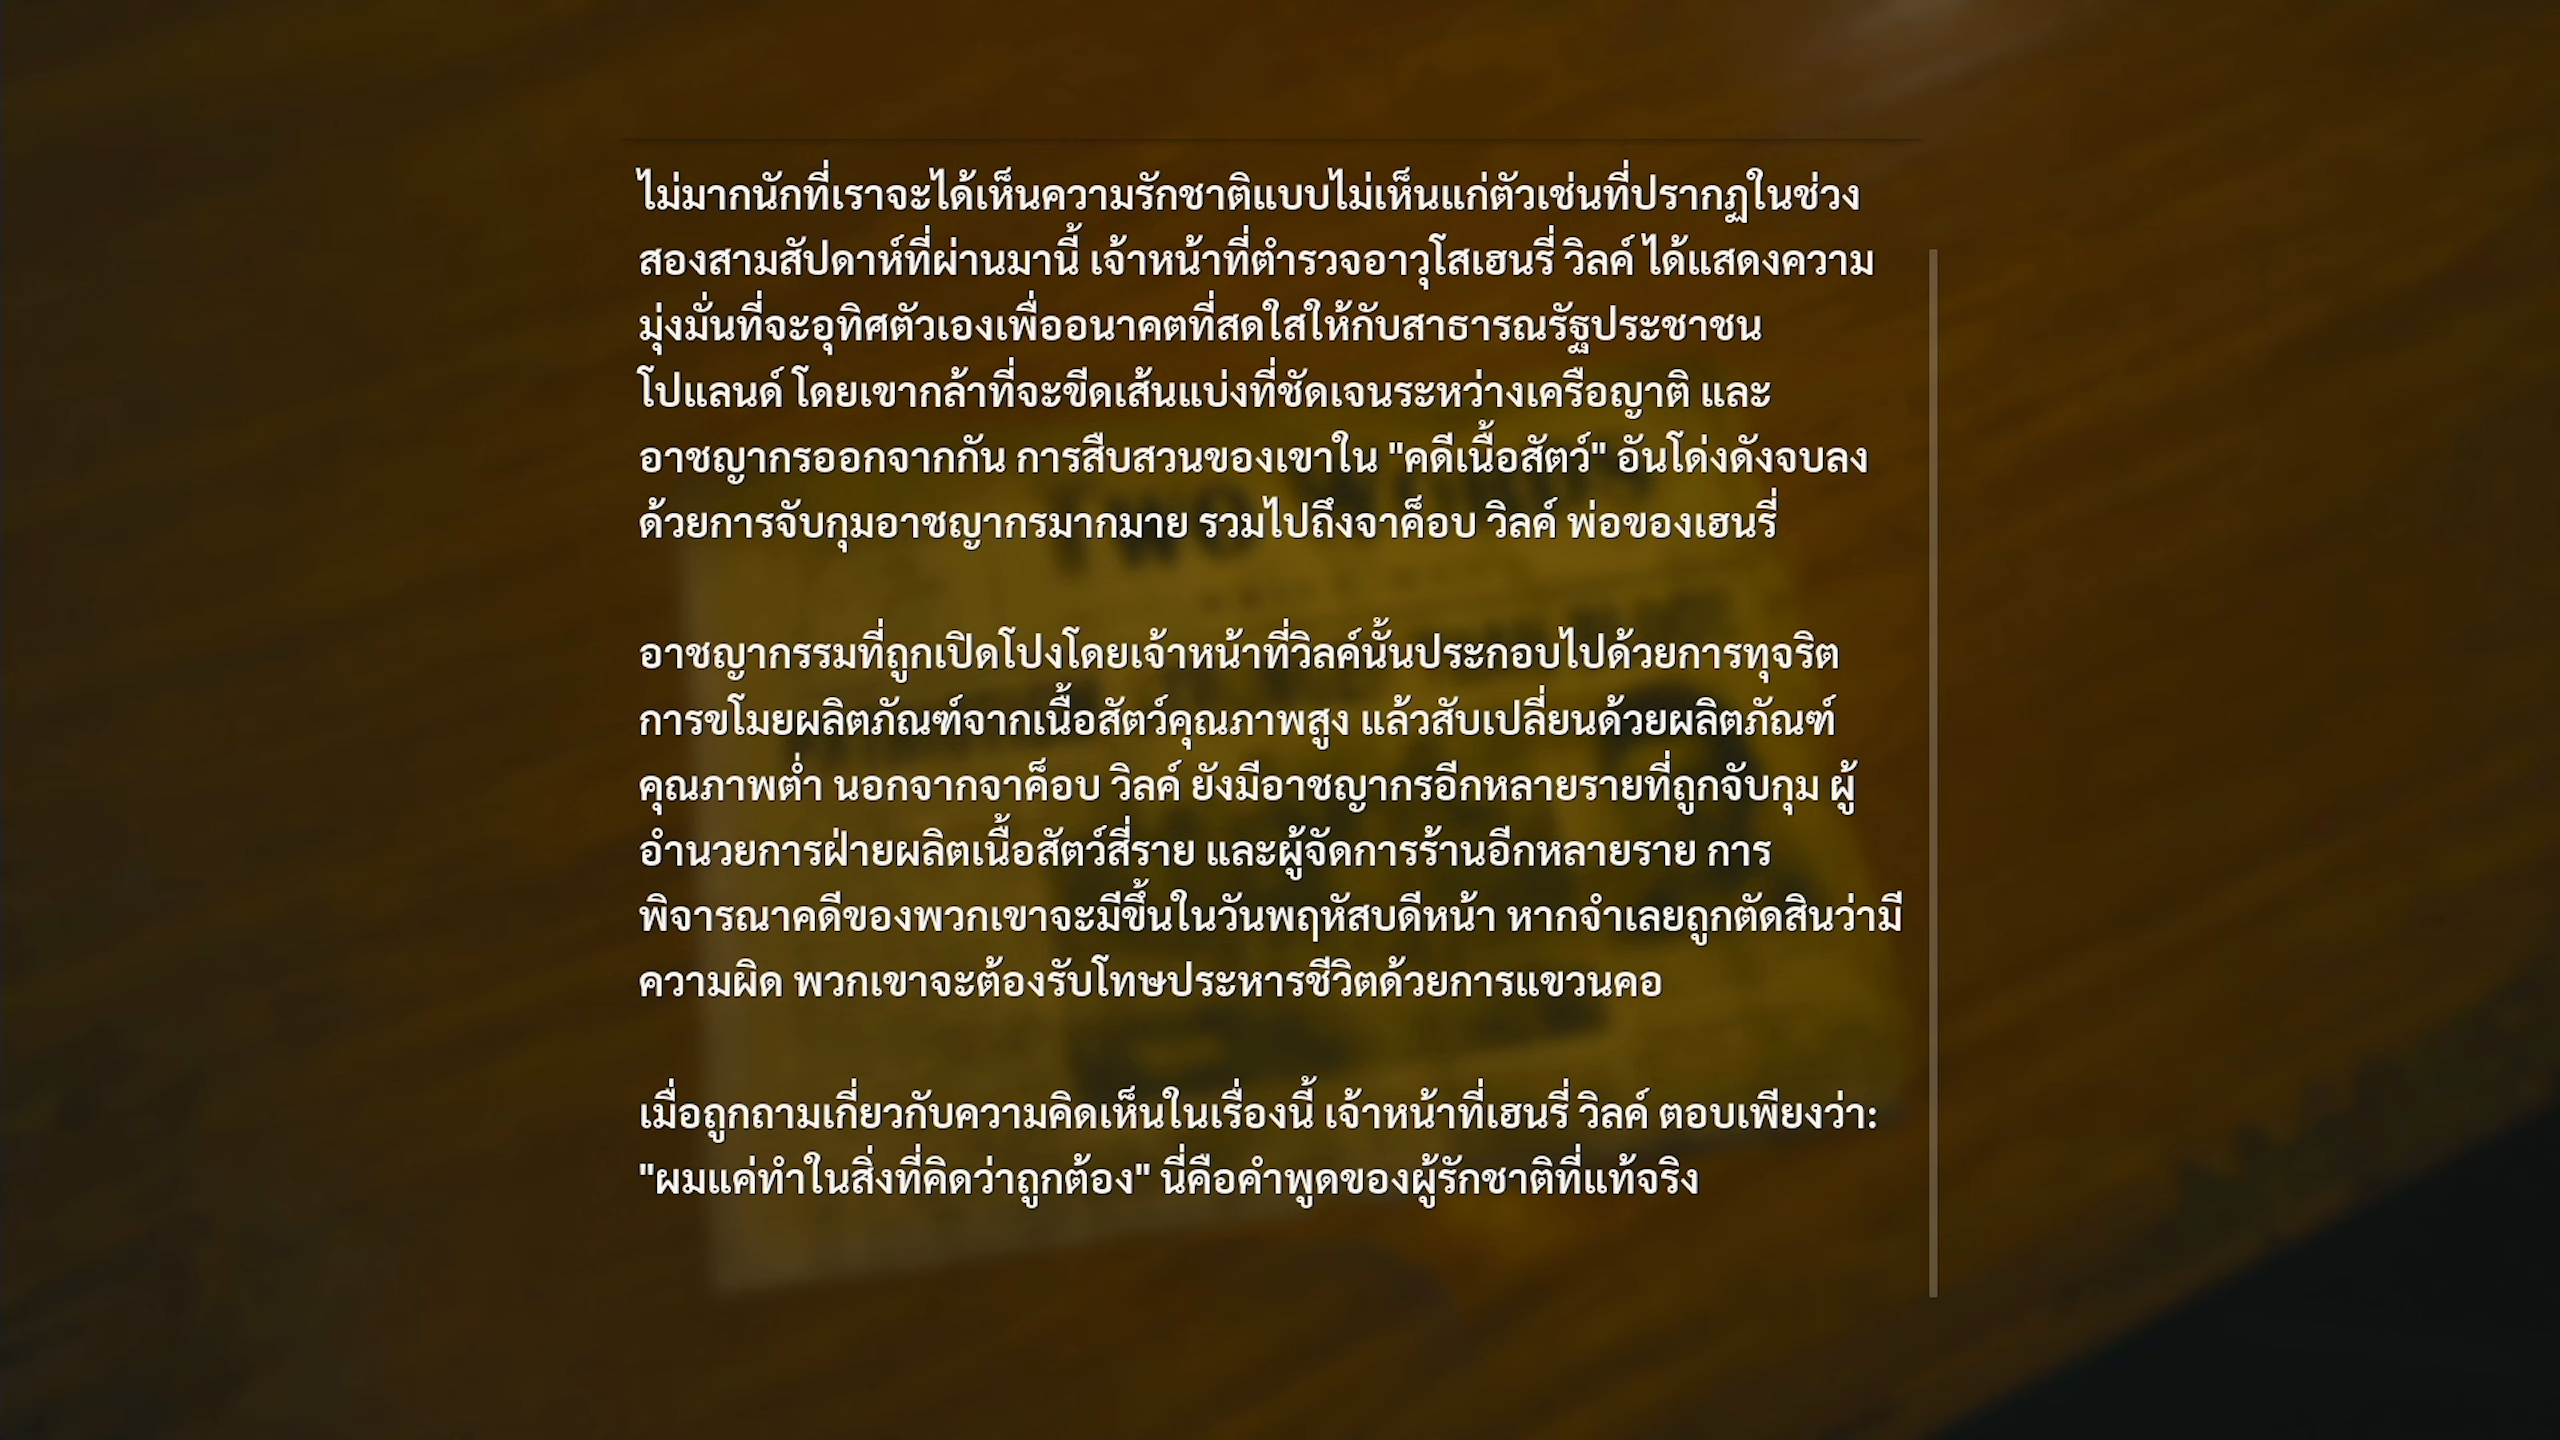 ไม่มากนักที่เราจะได้เห็นความรักชาติแบบไม่เห็นแก่ตัวเช่นที่ปรากฏในช่วง
สองสามสัปดาห์ที่ผ่านมานี้ เจ้าหน้าที่ตำรวจอาวุโสเฮนรี่ วิลค์ ได้แสดงความ
มุ่งมั่นที่จะอุทิศตัวเองเพื่ออนาคตที่สดใสให้กับสาธารณรัฐประชาชน
โปแลนด์ โดยเขากล้าที่จะขีดเส้นแบ่งที่ชัดเจนระหว่างเครือญาติ และ
อาชญากรออกจากกัน การสืบสวนของเขาใน "คดีเนื้อสัตว์" อันโด่งดังจบลง
ด้วยการจับกุมอาชญากรมากมาย รวมไปถึงจาค็อบ วิลค์ พ่อของเฮนรี่
อาชญากรรมที่ถูกเปิดโปงโดยเจ้าหน้าที่วิลค์นั้นประกอบไปด้วยการทุจริต
การขโมยผลิตภัณฑ์จากเนื้อสัตว์คุณภาพสูง แล้วสับเปลี่ยนด้วยผลิตภัณฑ์
คุณภาพต่ำ นอกจากจาค็อบ วิลค์ ยังมีอาชญากรอีกหลายรายที่ถูกจับกุม ผู้
อำนวยการฝ่ายผลิตเนื้อสัตว์สี่ราย และผู้จัดการร้านอีกหลายราย การ
พิจารณาคดีของพวกเขาจะมีขึ้นในวันพฤหัสบดีหน้า หากจำเลยถูกตัดสินว่ามี
ความผิด พวกเขาจะต้องรับโทษประหารชีวิตด้วยการแขวนคอ
เมื่อถูกถามเกี่ยวกับความคิดเห็นในเรื่องนี้ เจ้าหน้าที่เฮนรี่ วิลค์ ตอบเพียงว่า:
"ผมแค่ทำในสิ่งที่คิดว่าถูกต้อง" นี่คือคำพูดของผู้รักชาติที่แท้จริง